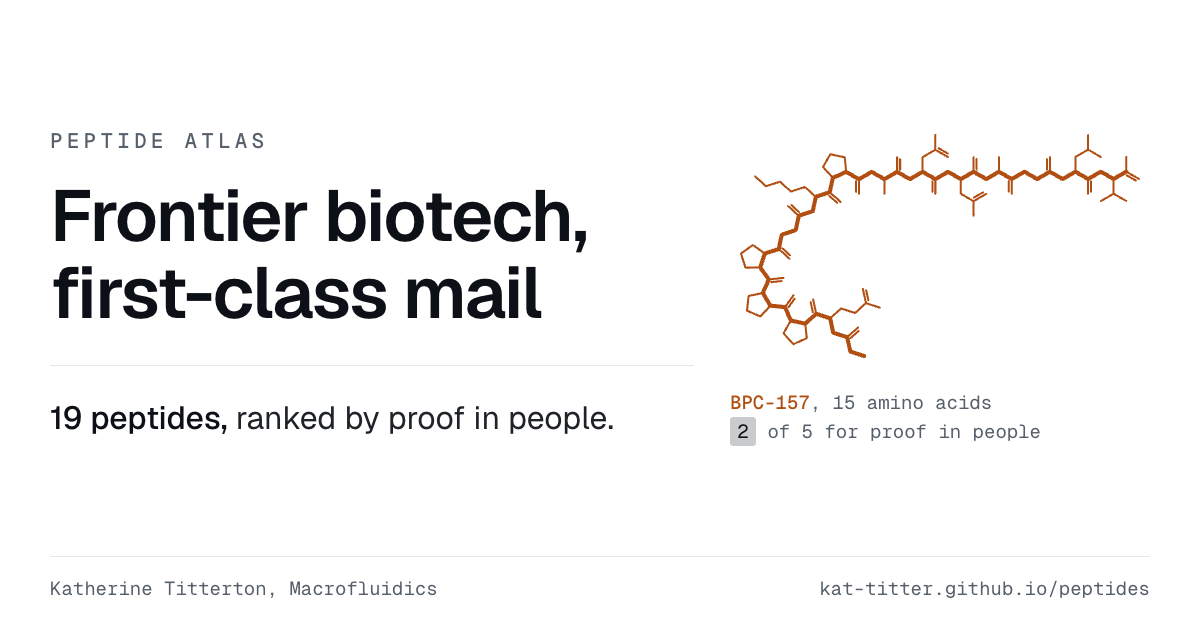 PEPTIDE ATLAS
Frontier biotech,
first-class mail
19 peptides, ranked by proof in people.
BPC-157, 15 amino acids
2 of 5 for proof in people
Katherine Titterton, Macrofluidics
kat-titter.github.io/peptides